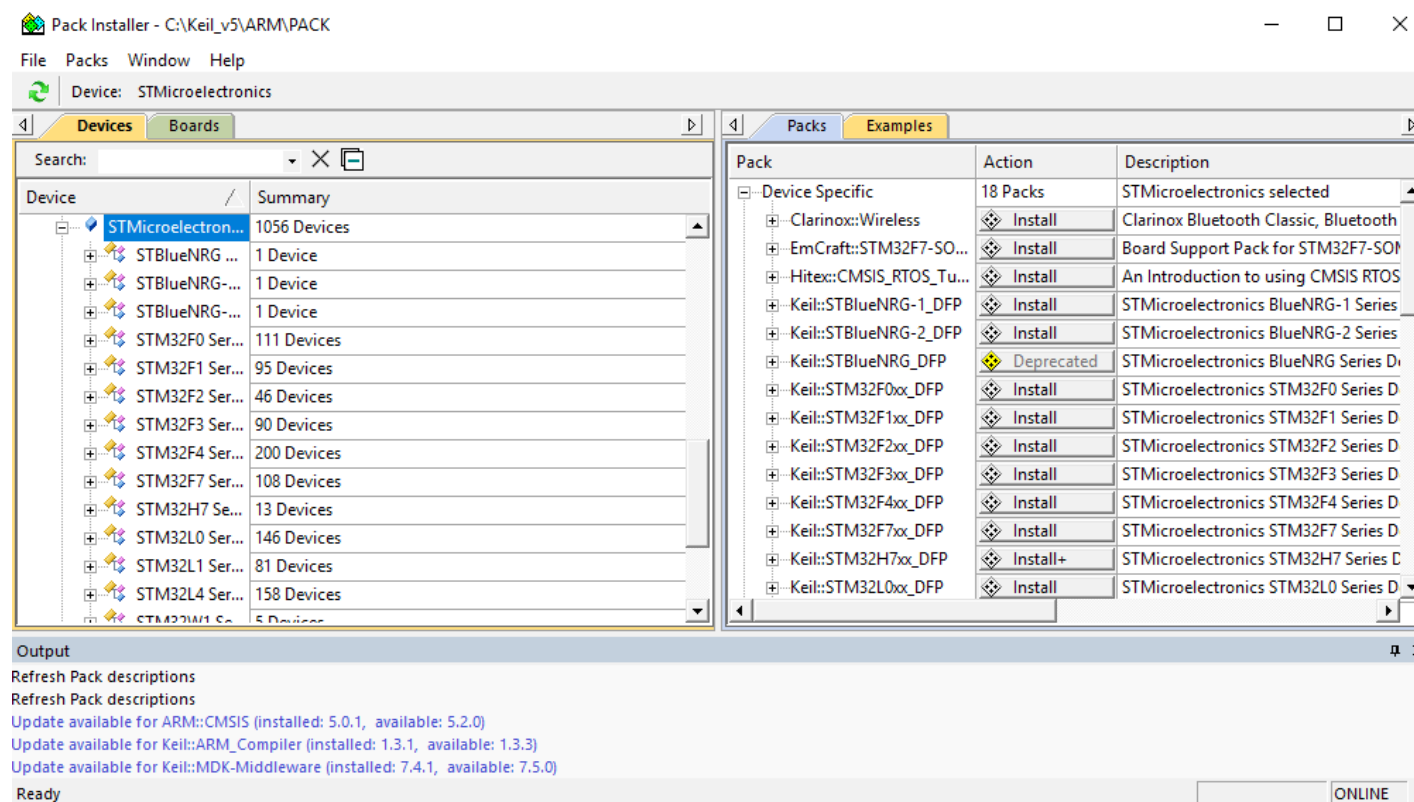 Pack Installer - C:\Keil_v5\ARM\PACK
File Packs Window Help
Device: STMicroelectronics
Devices Boards
Search:
Device Summary
STMicroelectron... 1056 Devices
STBlueNRG ... 1 Device
STBlueNRG-... 1 Device
STBlueNRG-... 1 Device
STM32F0 Ser... 111 Devices
STM32F1 Ser... 95 Devices
STM32F2 Ser... 46 Devices
STM32F3 Ser... 90 Devices
STM32F4 Ser... 200 Devices
STM32F7 Ser... 108 Devices
STM32H7 Se... 13 Devices
STM32L0 Ser... 146 Devices
STM32L1 Ser... 81 Devices
STM32L4 Ser... 158 Devices
STM32W1 Se... 5 Devices
Packs Examples
Pack Action Description
Device Specific 18 Packs STMicroelectronics selected
Clarinox::Wireless Install Clarinox Bluetooth Classic, Bluetooth
EmCraft::STM32F7-SO... Install Board Support Pack for STM32F7-SOM
Hitex::CMSIS_RTOS_Tu... Install An Introduction to using CMSIS RTOS
Keil::STBlueNRG-1_DFP Install STMicroelectronics BlueNRG-1 Series
Keil::STBlueNRG-2_DFP Install STMicroelectronics BlueNRG-2 Series
Keil::STBlueNRG_DFP Deprecated STMicroelectronics BlueNRG Series D
Keil::STM32F0xx_DFP Install STMicroelectronics STM32F0 Series D
Keil::STM32F1xx_DFP Install STMicroelectronics STM32F1 Series D
Keil::STM32F2xx_DFP Install STMicroelectronics STM32F2 Series D
Keil::STM32F3xx_DFP Install STMicroelectronics STM32F3 Series D
Keil::STM32F4xx_DFP Install STMicroelectronics STM32F4 Series D
Keil::STM32F7xx_DFP Install STMicroelectronics STM32F7 Series D
Keil::STM32H7xx_DFP Install+ STMicroelectronics STM32H7 Series D
Keil::STM32L0xx_DFP Install STMicroelectronics STM32L0 Series D
Output
Refresh Pack descriptions
Refresh Pack descriptions
Update available for ARM::CMSIS (installed: 5.0.1, available: 5.2.0)
Update available for Keil::ARM_Compiler (installed: 1.3.1, available: 1.3.3)
Update available for Keil::MDK-Middleware (installed: 7.4.1, available: 7.5.0)
Ready ONLINE